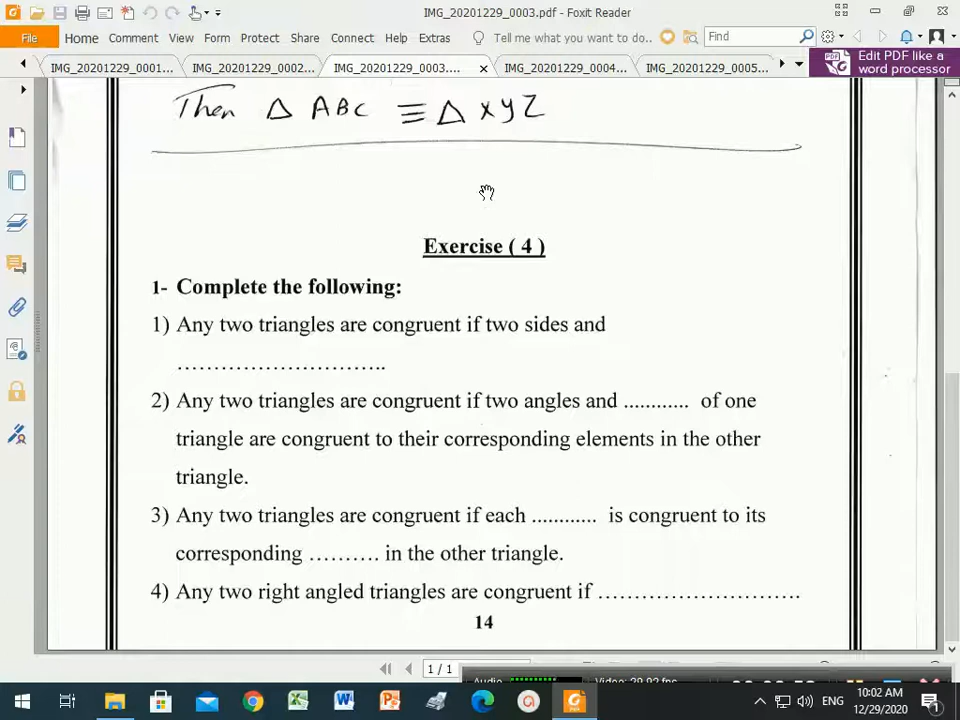 IMG_20201229_0003.pdf - Foxit Reader
File Home Comment View Form Protect Share Connect Help Extras Tell me what you want to do.. Find
IMG_20201229_0001... IMG_20201229_0002... IMG_20201229_0003.... IMG_20201229_0004... IMG_20201229_0005... Edit PDF like a word processor
Then Δ ABC ≡ Δ XYZ
Exercise ( 4 )
1- Complete the following:
1) Any two triangles are congruent if two sides and
…………………………..
2) Any two triangles are congruent if two angles and ............ of one
triangle are congruent to their corresponding elements in the other
triangle.
3) Any two triangles are congruent if each ............ is congruent to its
corresponding ………. in the other triangle.
4) Any two right angled triangles are congruent if ……………………….
14
1 / 1
ENG 10:02 AM
12/29/2020